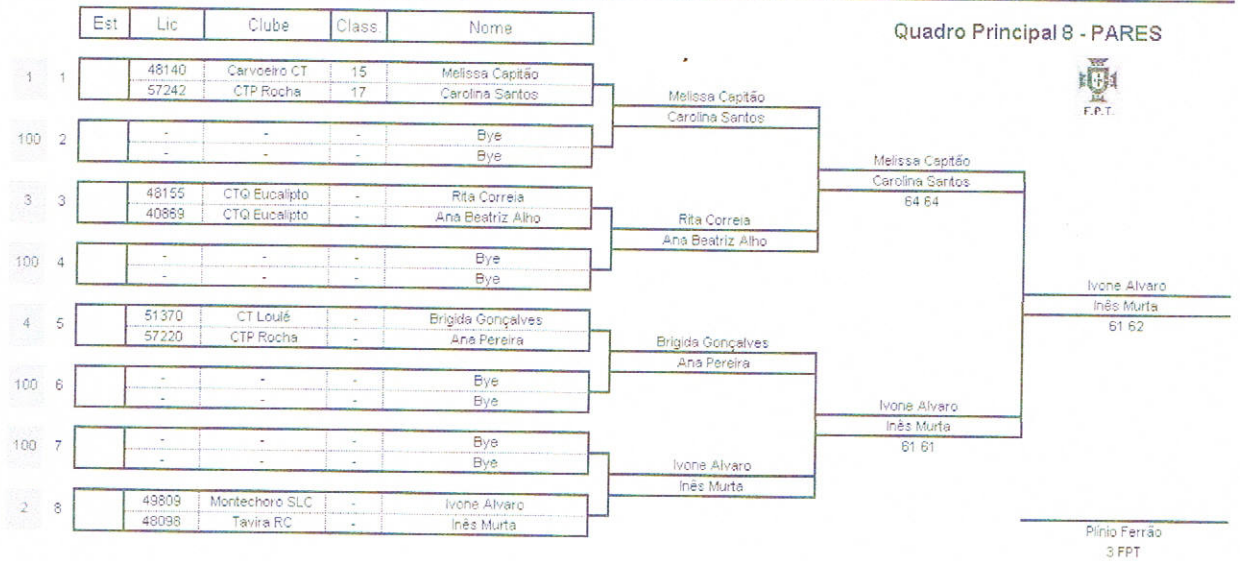 Est Lic Clube Class. Nome
Quadro Principal 8 - PARES
F.P.T.
1 1 48140 Carvoeiro CT 15 Melissa Capitão
57242 CTP Rocha 17 Carolina Santos
Melissa Capitão
Carolina Santos
100 2 - - - Bye
- - - Bye
Melissa Capitão
Carolina Santos
64 64
3 3 48155 CTQ Eucalipto - Rita Correia
40869 CTQ Eucalipto - Ana Beatriz Alho
Rita Correia
Ana Beatriz Alho
100 4 - - - Bye
- - - Bye
Ivone Alvaro
Inês Murta
61 62
4 5 51370 CT Loulé - Brigida Gonçalves
57220 CTP Rocha - Ana Pereira
Brigida Gonçalves
Ana Pereira
100 6 - - - Bye
- - - Bye
Ivone Alvaro
Inês Murta
61 61
100 7 - - - Bye
- - - Bye
Ivone Alvaro
Inês Murta
2 8 49809 Montechoro SLC - Ivone Alvaro
48098 Tavira RC - Inês Murta
Plínio Ferrão
3 FPT